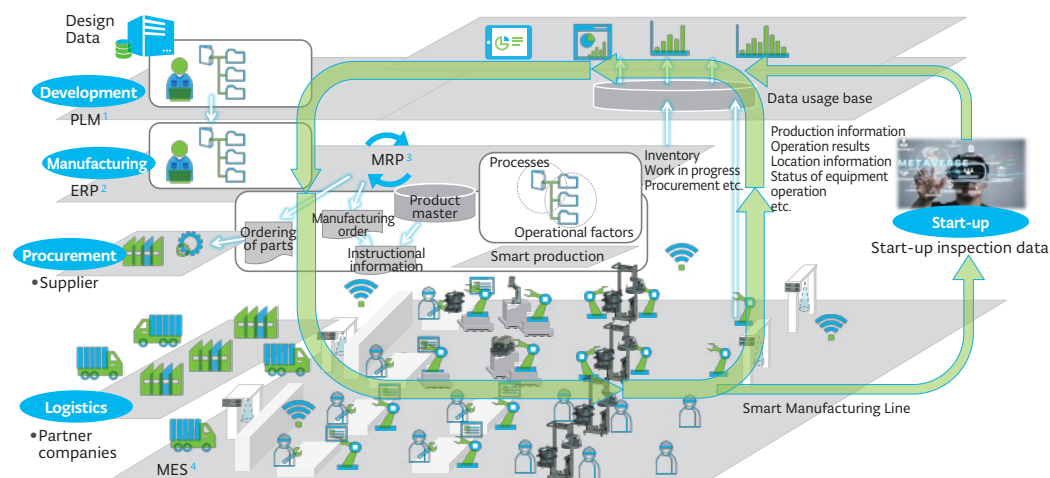 Design
Data
Development
PLM 1
Manufacturing
ERP 2
MRP 3
Processes
Operational factors
Product
master
Manufacturing
order
Ordering
of parts
Instructional
information
Smart production
Procurement
•Supplier
Logistics
•Partner
companies
MES 4
Inventory
Work in progress
Procurement etc.
Data usage base
Production information
Operation results
Location information
Status of equipment
operation
etc.
METAVERSE
Start-up
Start-up inspection data
Smart Manufacturing Line